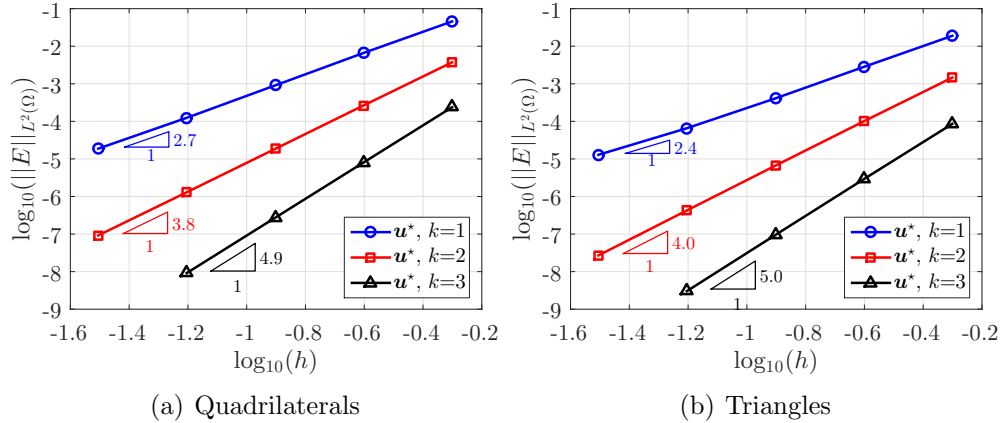 -1
-2
-3
-4
-5
-6
-7
-8
-9
log₁₀(||E||_{L²(Ω)})
2.7
1
3.8
1
4.9
1
u⋆, k=1
u⋆, k=2
u⋆, k=3
-1.6 -1.4 -1.2 -1 -0.8 -0.6 -0.4 -0.2
log₁₀(h)
(a) Quadrilaterals
-1
-2
-3
-4
-5
-6
-7
-8
-9
log₁₀(||E||_{L²(Ω)})
2.4
1
4.0
1
5.0
1
u⋆, k=1
u⋆, k=2
u⋆, k=3
-1.6 -1.4 -1.2 -1 -0.8 -0.6 -0.4 -0.2
log₁₀(h)
(b) Triangles